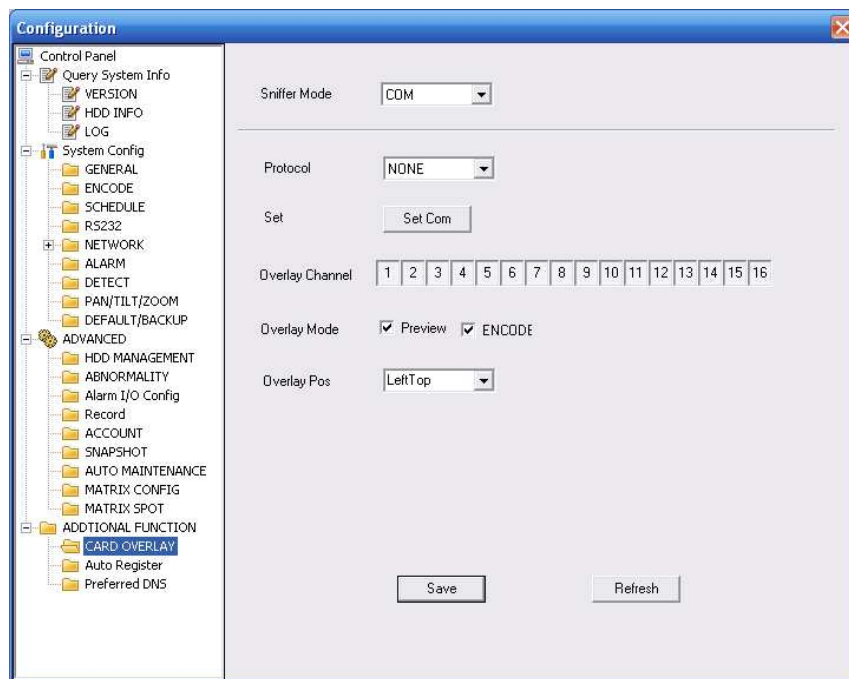 Configuration
Control Panel
Query System Info
VERSION
HDD INFO
LOG
System Config
GENERAL
ENCODE
SCHEDULE
RS232
NETWORK
ALARM
DETECT
PAN/TILT/ZOOM
DEFAULT/BACKUP
ADVANCED
HDD MANAGEMENT
ABNORMALITY
Alarm I/O Config
Record
ACCOUNT
SNAPSHOT
AUTO MAINTENANCE
MATRIX CONFIG
MATRIX SPOT
ADDTIONAL FUNCTION
CARD OVERLAY
Auto Register
Preferred DNS
Sniffer Mode COM
Protocol NONE
Set Set Com
Overlay Channel 1 2 3 4 5 6 7 8 9 10 11 12 13 14 15 16
Overlay Mode Preview ENCODE
Overlay Pos LeftTop
Save Refresh